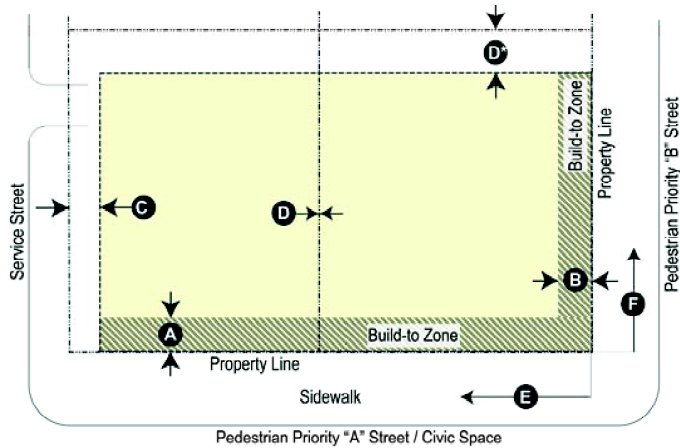 D*
Build-to Zone
Property Line
Pedestrian Priority "B" Street
Service Street
C
D
B
F
A
Build-to Zone
Property Line
Sidewalk
E
Pedestrian Priority "A" Street / Civic Space